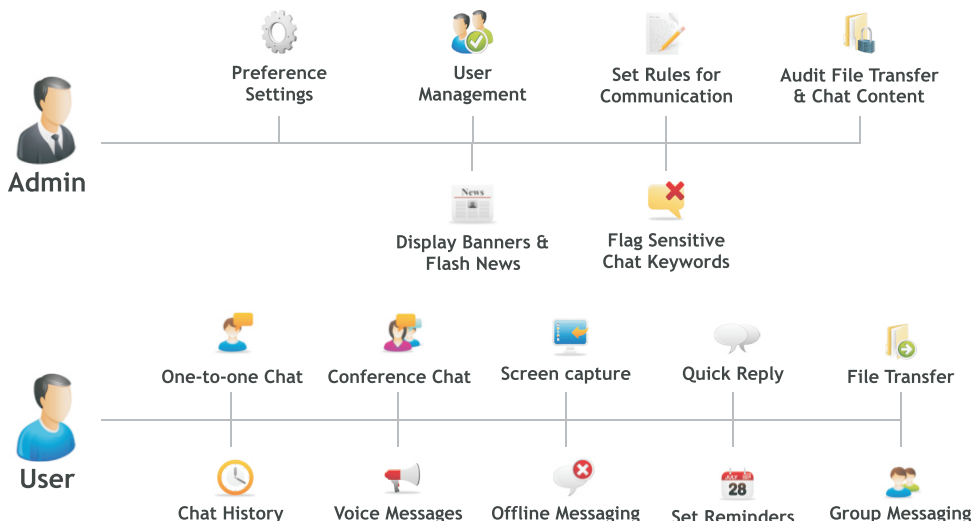 Preference
Settings
User
Management
Set Rules for
Communication
Audit File Transfer
& Chat Content
Admin
News
Display Banners &
Flash News
Flag Sensitive
Chat Keywords
One-to-one Chat
Conference Chat
Screen capture
Quick Reply
File Transfer
User
28
Chat History
Voice Messages
Offline Messaging
Set Reminders
Group Messaging